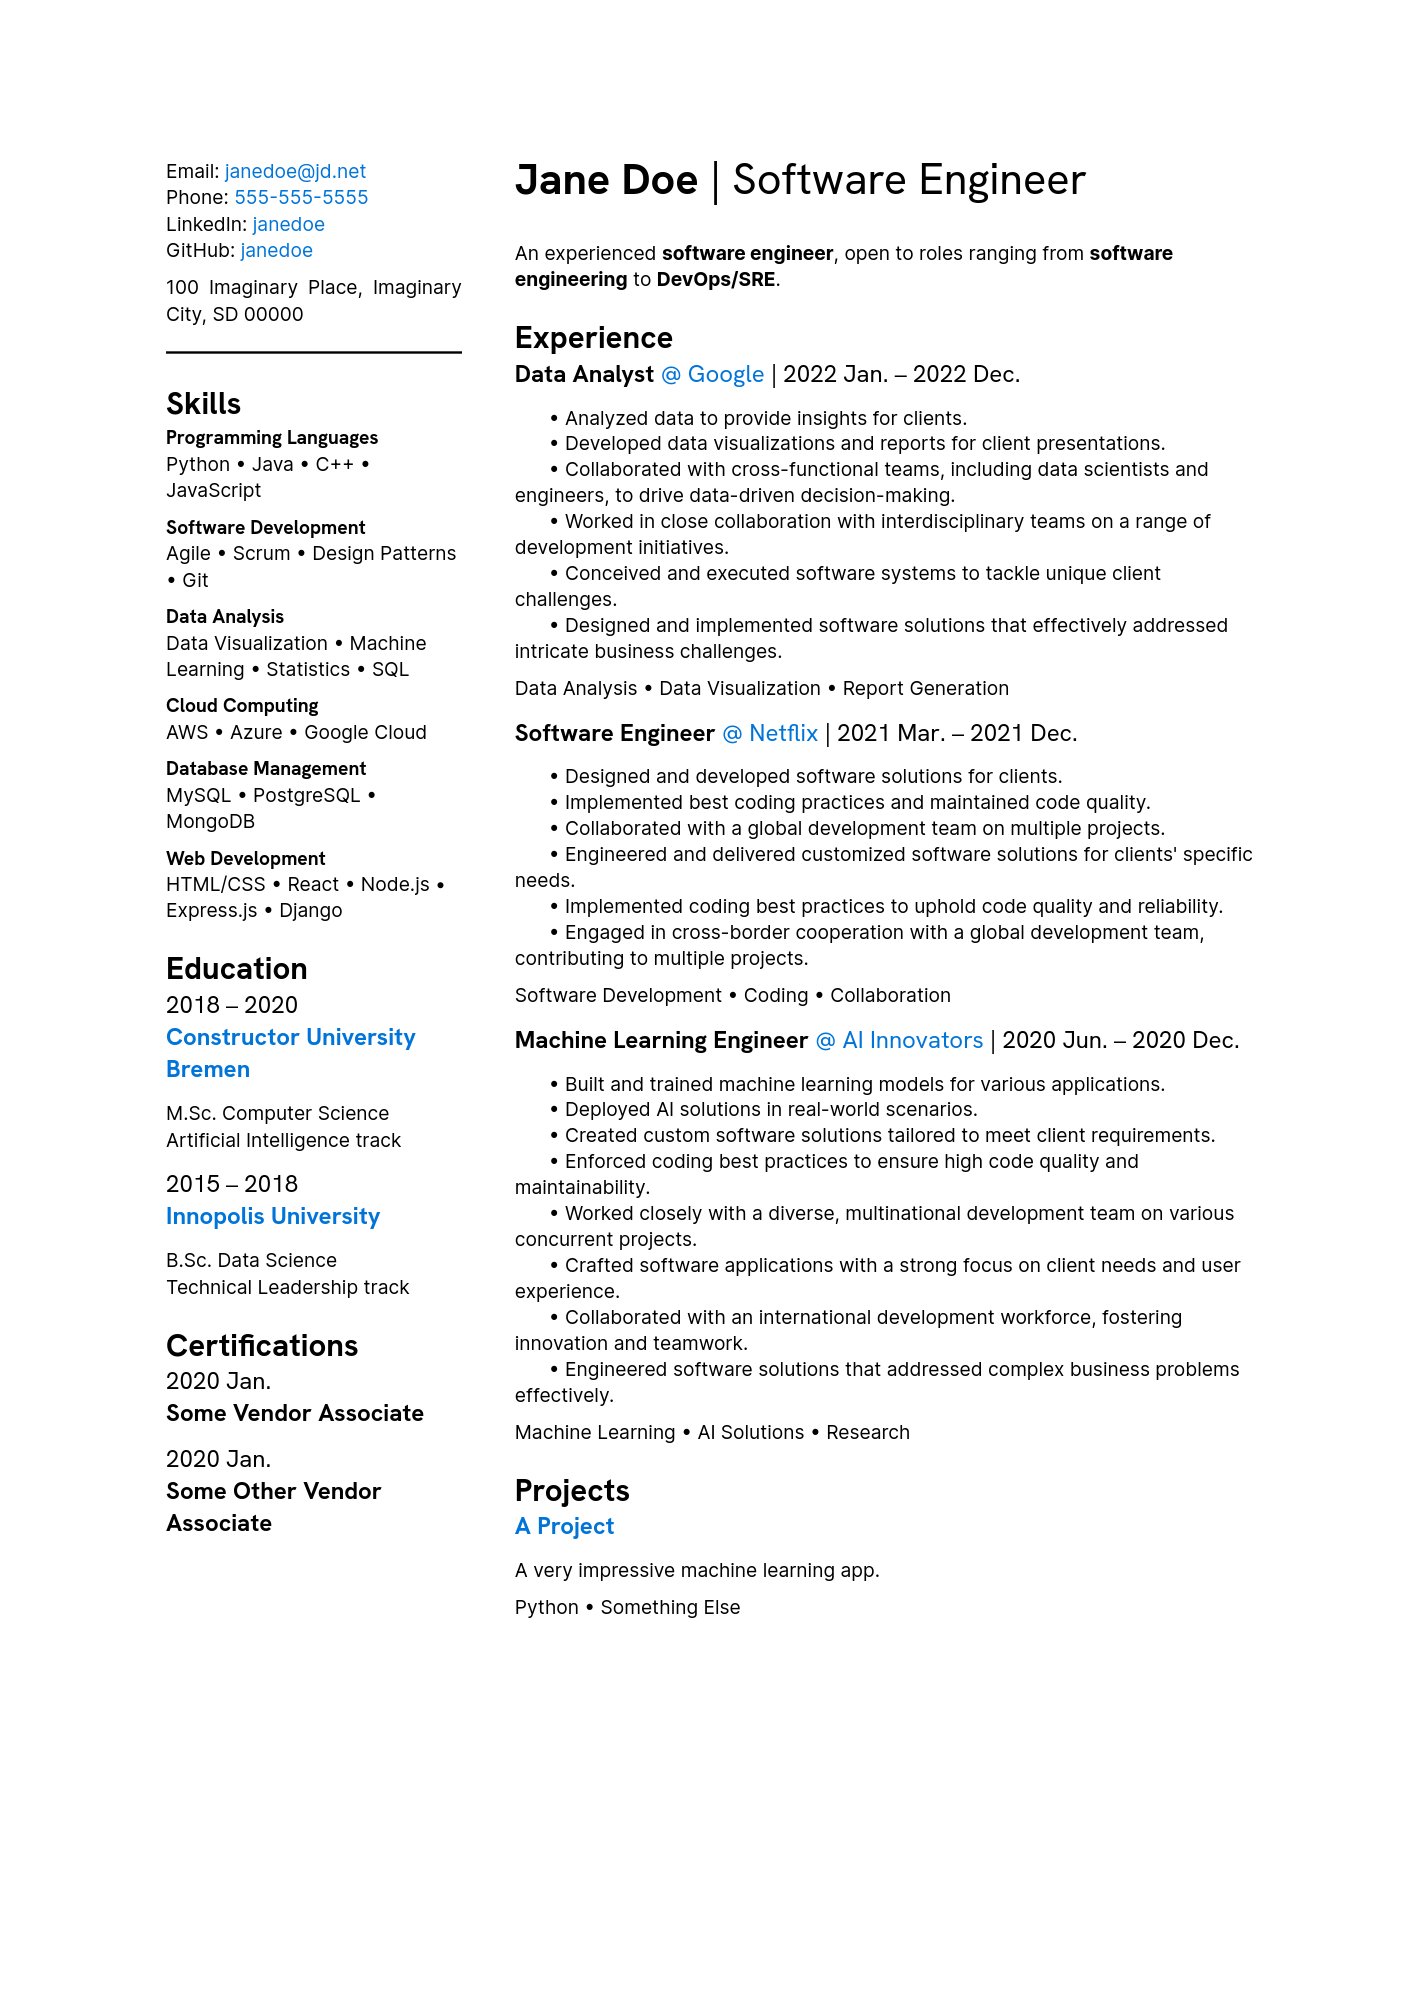 Email: janedoe@jd.net
Phone: 555-555-5555
LinkedIn: janedoe
GitHub: janedoe
100 Imaginary Place, Imaginary
City, SD 00000
Skills
Programming Languages
Python • Java • C++ •
JavaScript
Software Development
Agile • Scrum • Design Patterns
• Git
Data Analysis
Data Visualization • Machine
Learning • Statistics • SQL
Cloud Computing
AWS • Azure • Google Cloud
Database Management
MySQL • PostgreSQL •
MongoDB
Web Development
HTML/CSS • React • Node.js •
Express.js • Django
Education
2018 – 2020
Constructor University
Bremen
M.Sc. Computer Science
Artificial Intelligence track
2015 – 2018
Innopolis University
B.Sc. Data Science
Technical Leadership track
Certifications
2020 Jan.
Some Vendor Associate
2020 Jan.
Some Other Vendor
Associate
Jane Doe | Software Engineer
An experienced software engineer, open to roles ranging from software
engineering to DevOps/SRE.
Experience
Data Analyst @ Google | 2022 Jan. – 2022 Dec.
• Analyzed data to provide insights for clients.
• Developed data visualizations and reports for client presentations.
• Collaborated with cross-functional teams, including data scientists and
engineers, to drive data-driven decision-making.
• Worked in close collaboration with interdisciplinary teams on a range of
development initiatives.
• Conceived and executed software systems to tackle unique client
challenges.
• Designed and implemented software solutions that effectively addressed
intricate business challenges.
Data Analysis • Data Visualization • Report Generation
Software Engineer @ Netflix | 2021 Mar. – 2021 Dec.
• Designed and developed software solutions for clients.
• Implemented best coding practices and maintained code quality.
• Collaborated with a global development team on multiple projects.
• Engineered and delivered customized software solutions for clients' specific
needs.
• Implemented coding best practices to uphold code quality and reliability.
• Engaged in cross-border cooperation with a global development team,
contributing to multiple projects.
Software Development • Coding • Collaboration
Machine Learning Engineer @ AI Innovators | 2020 Jun. – 2020 Dec.
• Built and trained machine learning models for various applications.
• Deployed AI solutions in real-world scenarios.
• Created custom software solutions tailored to meet client requirements.
• Enforced coding best practices to ensure high code quality and
maintainability.
• Worked closely with a diverse, multinational development team on various
concurrent projects.
• Crafted software applications with a strong focus on client needs and user
experience.
• Collaborated with an international development workforce, fostering
innovation and teamwork.
• Engineered software solutions that addressed complex business problems
effectively.
Machine Learning • AI Solutions • Research
Projects
A Project
A very impressive machine learning app.
Python • Something Else